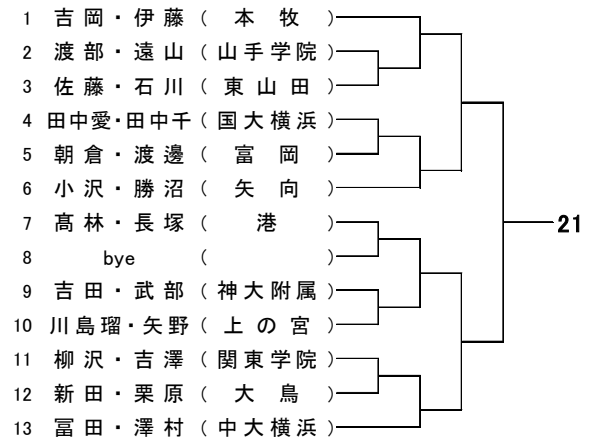 1 吉岡・伊藤 (本牧)
2 渡部・遠山 (山手学院)
3 佐藤・石川 (東山田)
4 田中愛・田中千 (国大横浜)
5 朝倉・渡邊 (富岡)
6 小沢・勝沼 (矢向)
7 髙林・長塚 (港)
8 bye ( )
9 吉田・武部 (神大附属)
10 川島瑠・矢野 (上の宮)
11 柳沢・吉澤 (関東学院)
12 新田・栗原 (大鳥)
13 冨田・澤村 (中大横浜)
21